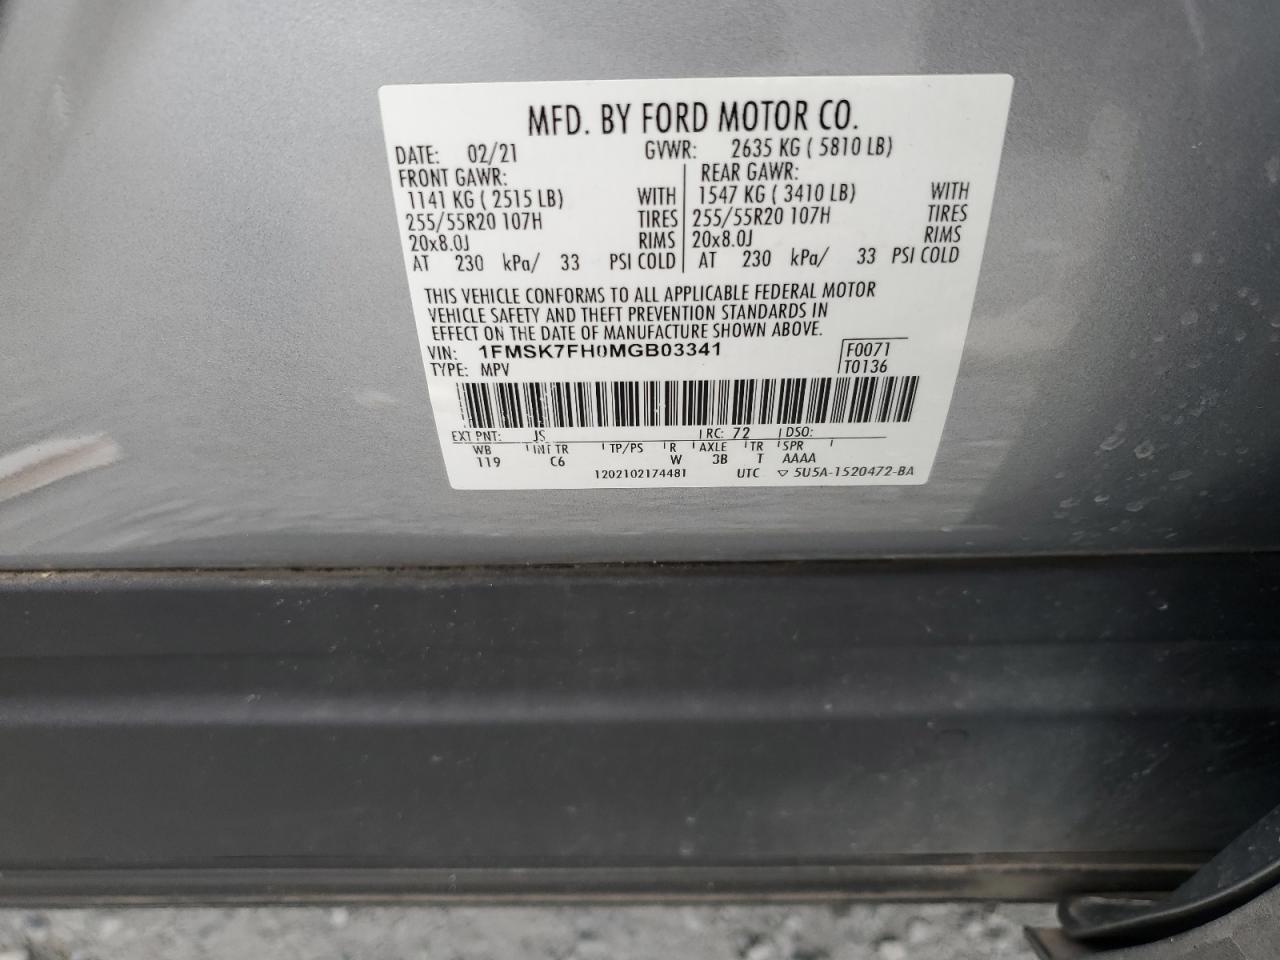 MFD. BY FORD MOTOR CO.
DATE: 02/21 GVWR: 2635 KG ( 5810 LB)
FRONT GAWR: REAR GAWR:
1141 KG ( 2515 LB) WITH 1547 KG ( 3410 LB) WITH
255/55R20 107H TIRES 255/55R20 107H TIRES
20x8.0J RIMS 20x8.0J RIMS
AT 230 kPa/ 33 PSI COLD AT 230 kPa/ 33 PSI COLD
THIS VEHICLE CONFORMS TO ALL APPLICABLE FEDERAL MOTOR
VEHICLE SAFETY AND THEFT PREVENTION STANDARDS IN
EFFECT ON THE DATE OF MANUFACTURE SHOWN ABOVE.
VIN: 1FMSK7FH0MGB03341 F0071
TYPE: MPV T0136
EXT PNT: JS RC: 72 DSO:
WB INT TR TP/PS R AXLE TR SPR
119 C6 W 3B T AAAA
1202102174481 UTC ▽ 5U5A-1520472-BA